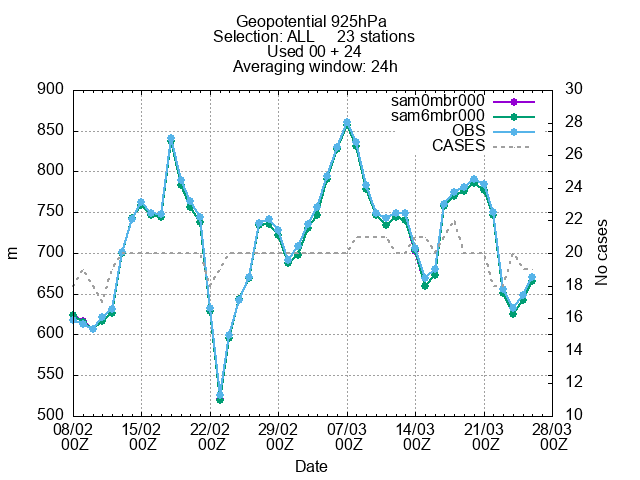 Geopotential 925hPa
Selection: ALL 23 stations
Used 00 + 24
Averaging window: 24h
sam0mbr000
sam6mbr000
OBS
CASES
900
850
800
750
700
650
600
550
500
m
30
28
26
24
22
20
18
16
14
12
10
No cases
08/02 15/02 22/02 29/02 07/03 14/03 21/03 28/03
00Z 00Z 00Z 00Z 00Z 00Z 00Z 00Z
Date